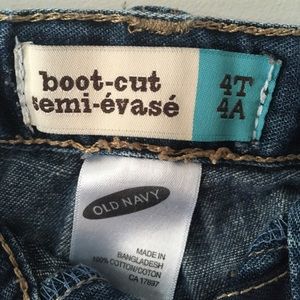 boot-cut
semi-évasé
4T
4A
OLD NAVY
MADE IN
BANGLADESH
100% COTTON/COTON
CA 17897